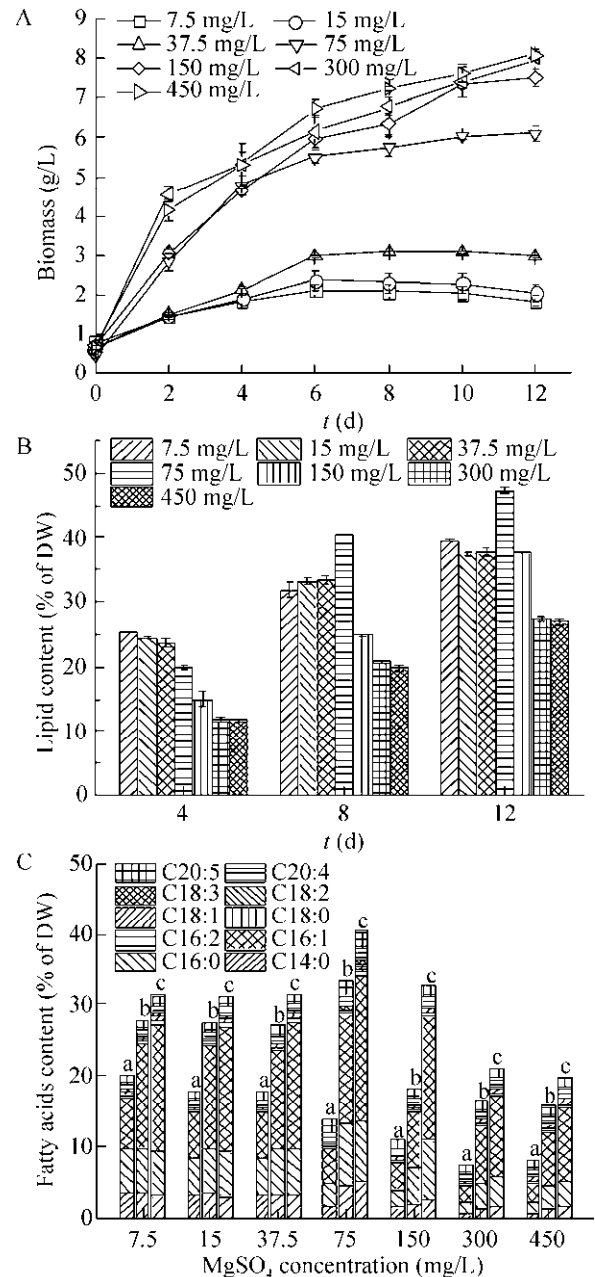 A
7.5 mg/L 15 mg/L
37.5 mg/L 75 mg/L
150 mg/L 300 mg/L
450 mg/L
9
8
7
6
5
4
3
2
1
0
Biomass (g/L)
0 2 4 6 8 10 12
t (d)
B
7.5 mg/L 15 mg/L 37.5 mg/L
75 mg/L 150 mg/L 300 mg/L
450 mg/L
50
40
30
20
10
0
Lipid content (% of DW)
4 8 12
t (d)
C
C20:5 C20:4
C18:3 C18:2
C18:1 C18:0
C16:2 C16:1
C16:0 C14:0
50
40
30
20
10
0
Fatty acids content (% of DW)
a b c a b c a b c a b c a b c a b c a b c
7.5 15 37.5 75 150 300 450
MgSO₄ concentration (mg/L)